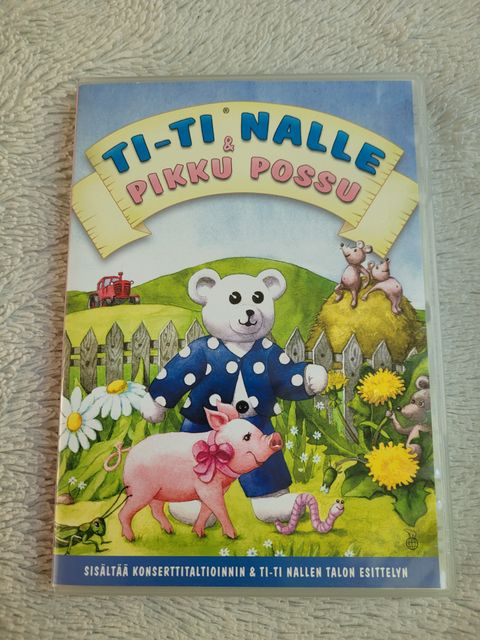 TI-TI® NALLE
&
PIKKU POSSU
SISÄLTÄÄ KONSERTTITALTIOINNIN & TI-TI NALLEN TALON ESITTELYN